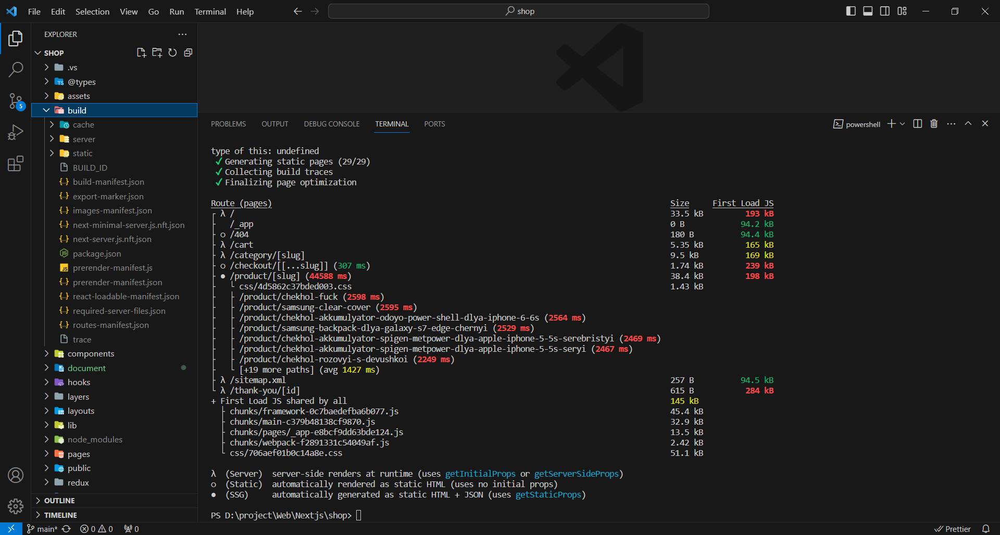 File Edit Selection View Go Run Terminal Help
shop
EXPLORER
SHOP
.vs
@types
assets
build
cache
server
static
BUILD_ID
build-manifest.json
export-marker.json
images-manifest.json
next-minimal-server.js.nft.json
next-server.js.nft.json
package.json
prerender-manifest.js
prerender-manifest.json
react-loadable-manifest.json
required-server-files.json
routes-manifest.json
trace
components
document
hooks
layers
layouts
lib
node_modules
pages
public
redux
OUTLINE
TIMELINE
5
PROBLEMS OUTPUT DEBUG CONSOLE TERMINAL PORTS
powershell
type of this: undefined
✓ Generating static pages (29/29)
✓ Collecting build traces
✓ Finalizing page optimization
Route (pages) Size First Load JS
┌ λ / 33.5 kB 193 kB
├ /_app 0 B 94.2 kB
├ ○ /404 180 B 94.4 kB
├ λ /cart 5.35 kB 165 kB
├ λ /category/[slug] 9.5 kB 169 kB
├ ○ /checkout/[[...slug]] (307 ms) 1.74 kB 239 kB
├ ● /product/[slug] (44588 ms) 38.4 kB 198 kB
├ └ css/4d5862c37bded003.css 1.43 kB
├ ├ /product/chekhol-fuck (2598 ms)
├ ├ /product/samsung-clear-cover (2595 ms)
├ ├ /product/chekhol-akkumulyator-odoyo-power-shell-dlya-iphone-6-6s (2564 ms)
├ ├ /product/samsung-backpack-dlya-galaxy-s7-edge-chernyi (2529 ms)
├ ├ /product/chekhol-akkumulyator-spigen-metpower-dlya-apple-iphone-5-5s-serebristyi (2469 ms)
├ ├ /product/chekhol-akkumulyator-spigen-metpower-dlya-apple-iphone-5-5s-seryi (2467 ms)
├ ├ /product/chekhol-rozovyi-s-devushkoi (2249 ms)
├ └ [+19 more paths] (avg 1427 ms)
├ λ /sitemap.xml 257 B 94.5 kB
└ λ /thank-you/[id] 615 B 284 kB
+ First Load JS shared by all 145 kB
├ chunks/framework-0c7baedefba6b077.js 45.4 kB
├ chunks/main-c379b48138cf9870.js 32.9 kB
├ chunks/pages/_app-e8bcf9dd63bde124.js 13.5 kB
├ chunks/webpack-f2891331c54049af.js 2.42 kB
└ css/706aef01b0c14a8e.css 51.1 kB
λ (Server) server-side renders at runtime (uses getInitialProps or getServerSideProps)
○ (Static) automatically rendered as static HTML (uses no initial props)
● (SSG) automatically generated as static HTML + JSON (uses getStaticProps)
PS D:\project\Web\Nextjs\shop>
main* 0 0 0 Prettier